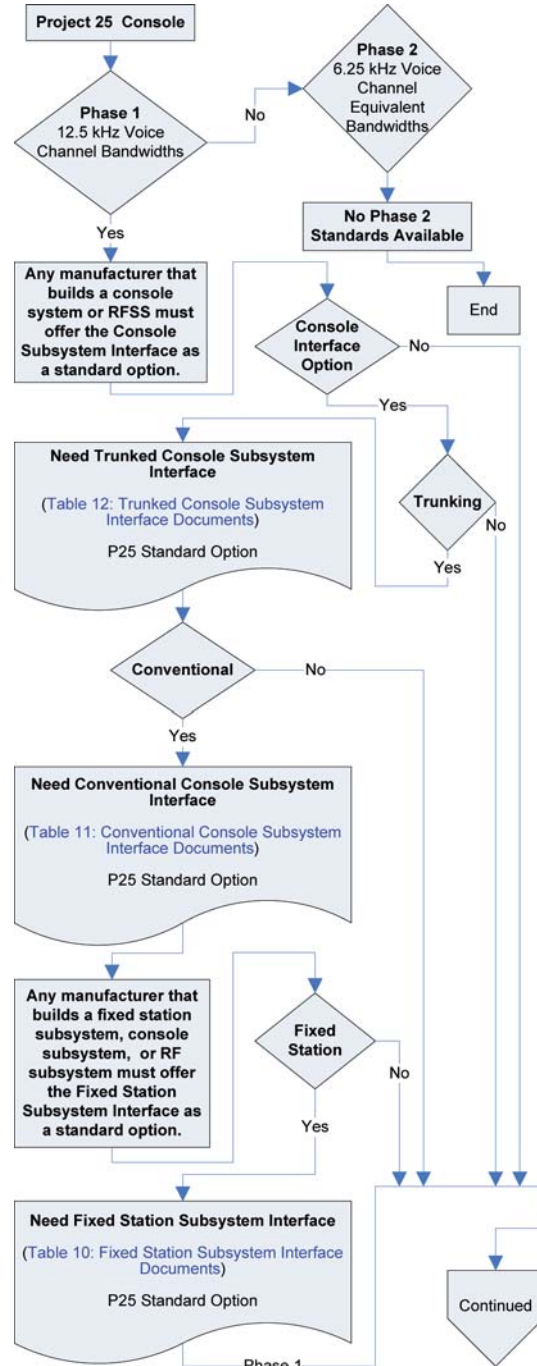 Project 25 Console
Phase 1
12.5 kHz Voice
Channel Bandwidths
No
Phase 2
6.25 kHz Voice
Channel
Equivalent
Bandwidths
Yes
No Phase 2
Standards Available
End
Any manufacturer that
builds a console
system or RFSS must
offer the Console
Subsystem Interface as
a standard option.
Console
Interface
Option
No
Yes
Need Trunked Console Subsystem
Interface
(Table 12: Trunked Console Subsystem
Interface Documents)
P25 Standard Option
Trunking
No
Yes
Conventional
No
Yes
Need Conventional Console Subsystem
Interface
(Table 11: Conventional Console Subsystem
Interface Documents)
P25 Standard Option
Any manufacturer that
builds a fixed station
subsystem, console
subsystem, or RF
subsystem must offer
the Fixed Station
Subsystem Interface as
a standard option.
Fixed
Station
No
Yes
Need Fixed Station Subsystem Interface
(Table 10: Fixed Station Subsystem Interface
Documents)
P25 Standard Option
Continued
Phase 1